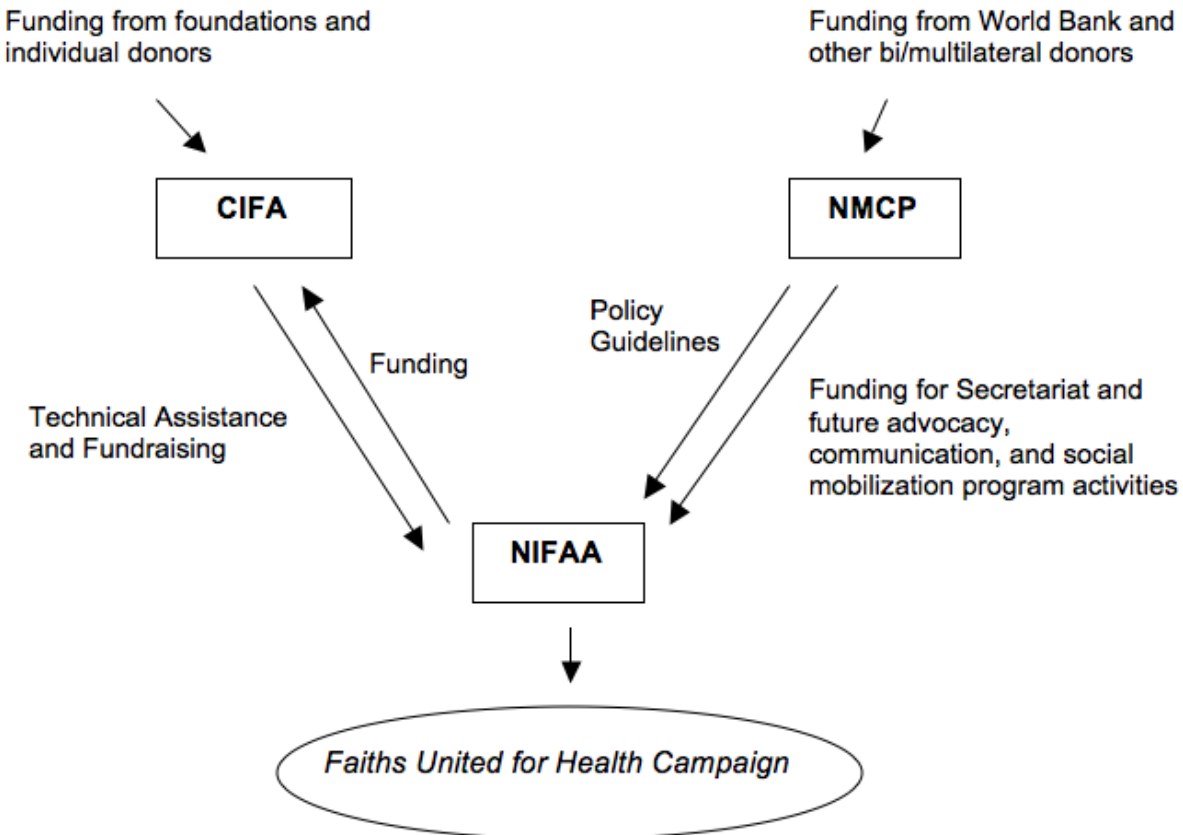 Funding from foundations and
individual donors
Funding from World Bank and
other bi/multilateral donors
CIFA
NMCP
Policy
Guidelines
Funding
Technical Assistance
and Fundraising
Funding for Secretariat and
future advocacy,
communication, and social
mobilization program activities
NIFAA
Faiths United for Health Campaign